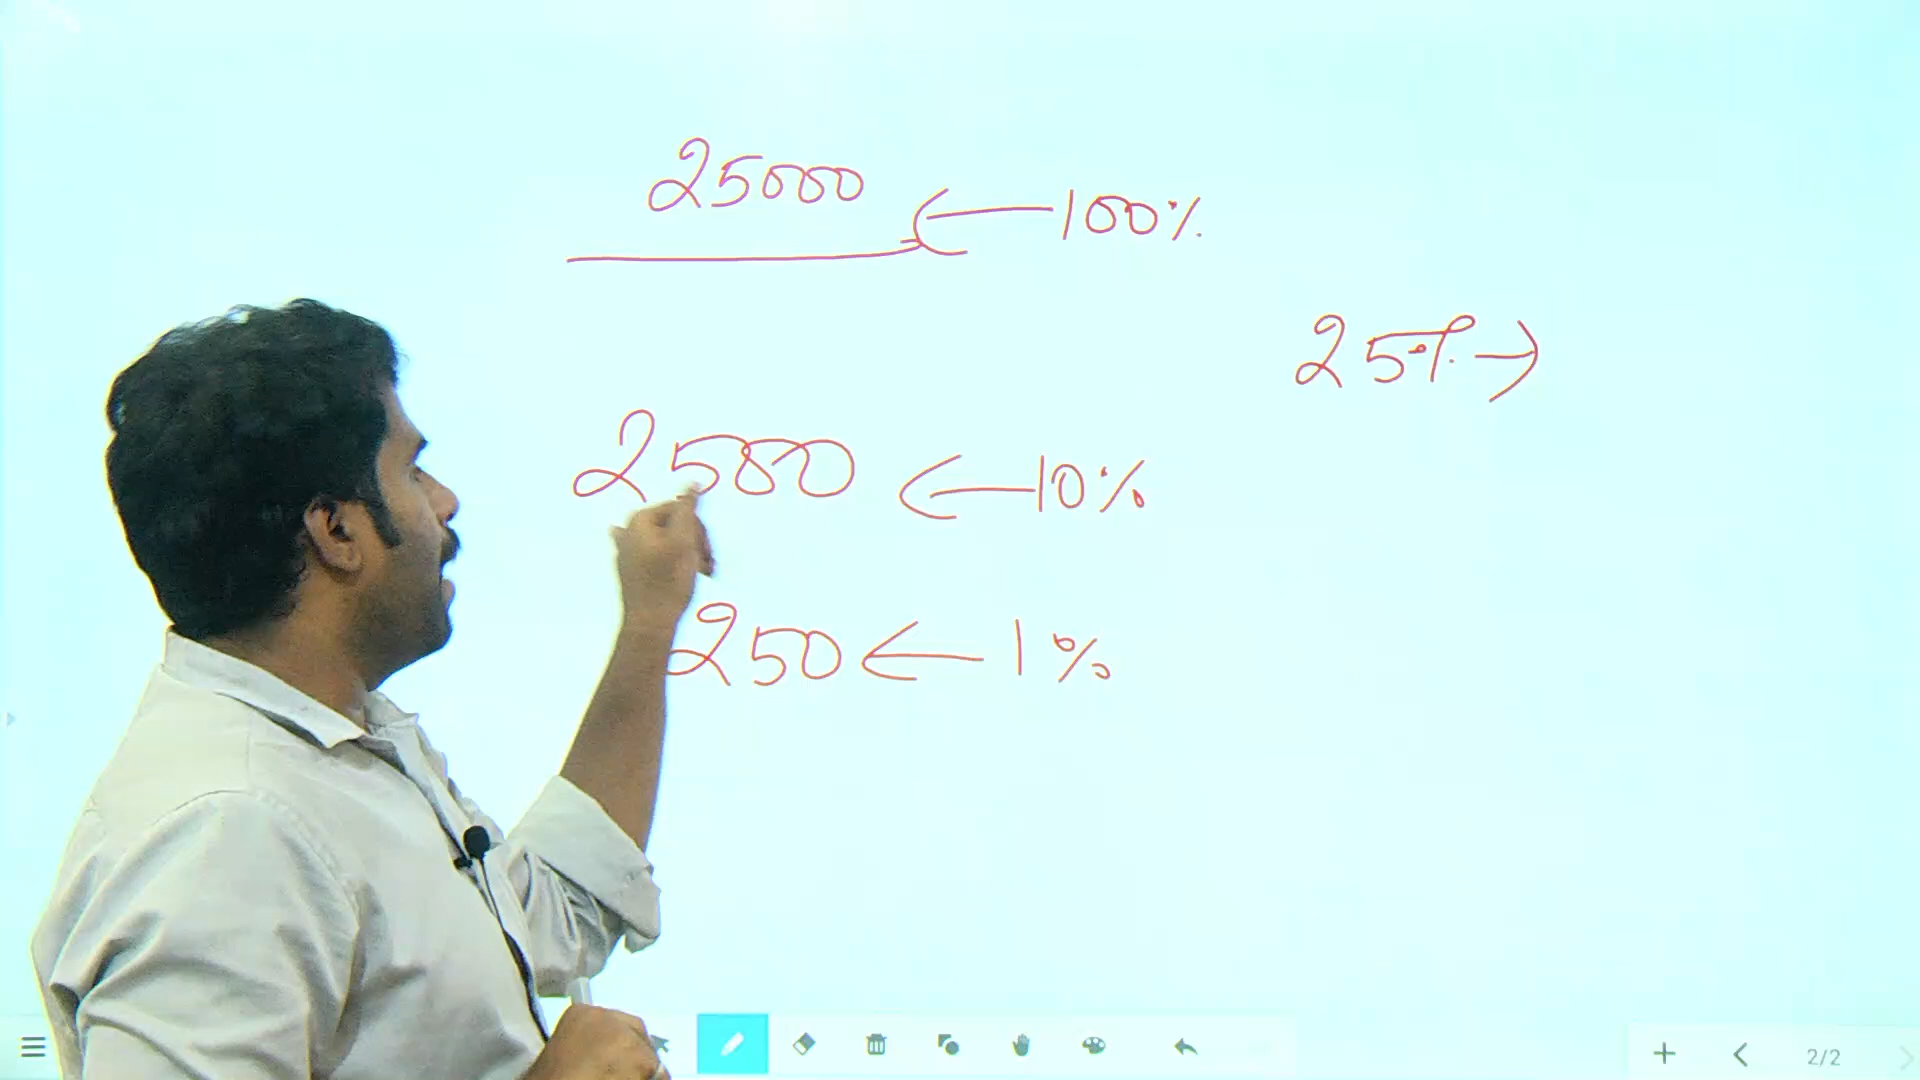 25000 ← 100%
25% →
2500 ← 10%
250 ← 1%
2/2